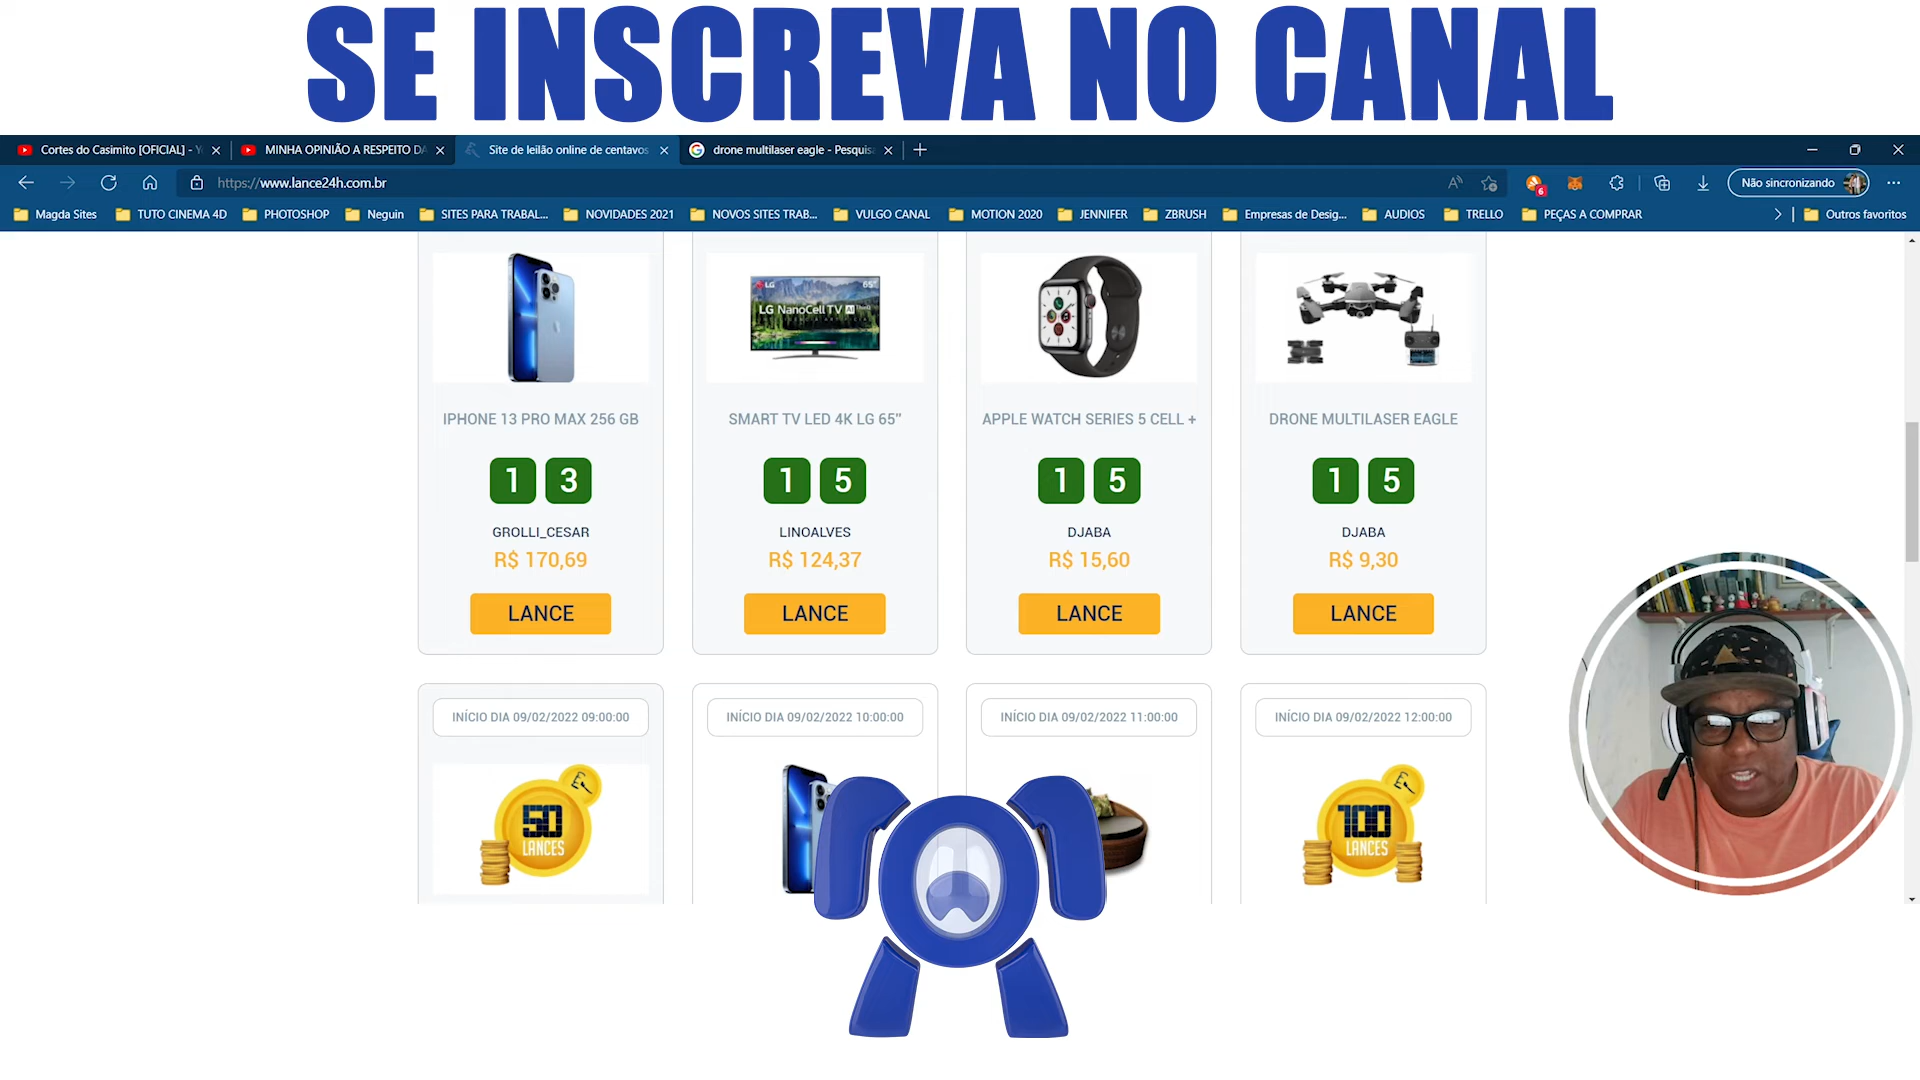 SE INSCREVA NO CANAL
Cortes do Casimito [OFICIAL] - Y
MINHA OPINIÃO A RESPEITO DA
Site de leilão online de centavos
drone multilaser eagle - Pesquis
https://www.lance24h.com.br
6
Não sincronizando
Magda Sites
TUTO CINEMA 4D
PHOTOSHOP
Neguin
SITES PARA TRABAL...
NOVIDADES 2021
NOVOS SITES TRAB...
VULGO CANAL
MOTION 2020
JENNIFER
ZBRUSH
Empresas de Desig...
AUDIOS
TRELLO
PEÇAS A COMPRAR
Outros favoritos
LG 65"
LG NanoCell TV AI
IPHONE 13 PRO MAX 256 GB
SMART TV LED 4K LG 65"
APPLE WATCH SERIES 5 CELL +
DRONE MULTILASER EAGLE
1 3
1 5
1 5
1 5
GROLLI_CESAR
LINOALVES
DJABA
DJABA
R$ 170,69
R$ 124,37
R$ 15,60
R$ 9,30
LANCE
LANCE
LANCE
LANCE
INÍCIO DIA 09/02/2022 09:00:00
INÍCIO DIA 09/02/2022 10:00:00
INÍCIO DIA 09/02/2022 11:00:00
INÍCIO DIA 09/02/2022 12:00:00
50
LANCES
100
LANCES